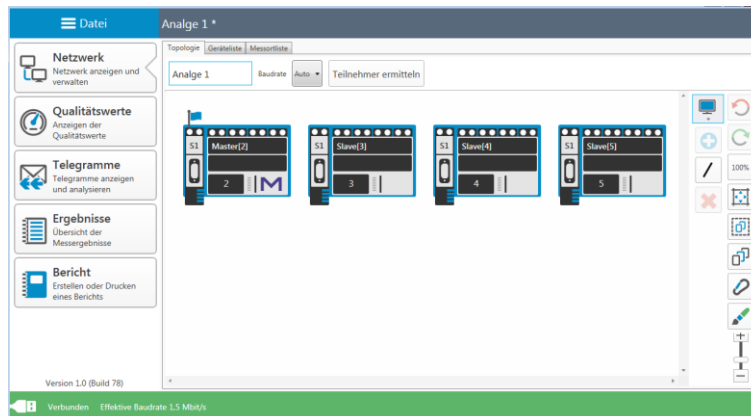 Datei
Analge 1 *
Netzwerk
Netzwerk anzeigen und
verwalten
Qualitätswerte
Anzeigen der
Qualitätswerte
Telegramme
Telegramme anzeigen
und analysieren
Ergebnisse
Übersicht der
Messergebnisse
Bericht
Erstellen oder Drucken
eines Berichts
Version 1.0 (Build 78)
Topologie Geräteliste Messortliste
Analge 1 Baudrate Auto Teilnehmer ermitteln
S1 Master[2] S1 Slave[3] S1 Slave[4] S1 Slave[5]
2 M 3 4 5
100%
Verbunden Effektive Baudrate 1,5 Mbit/s